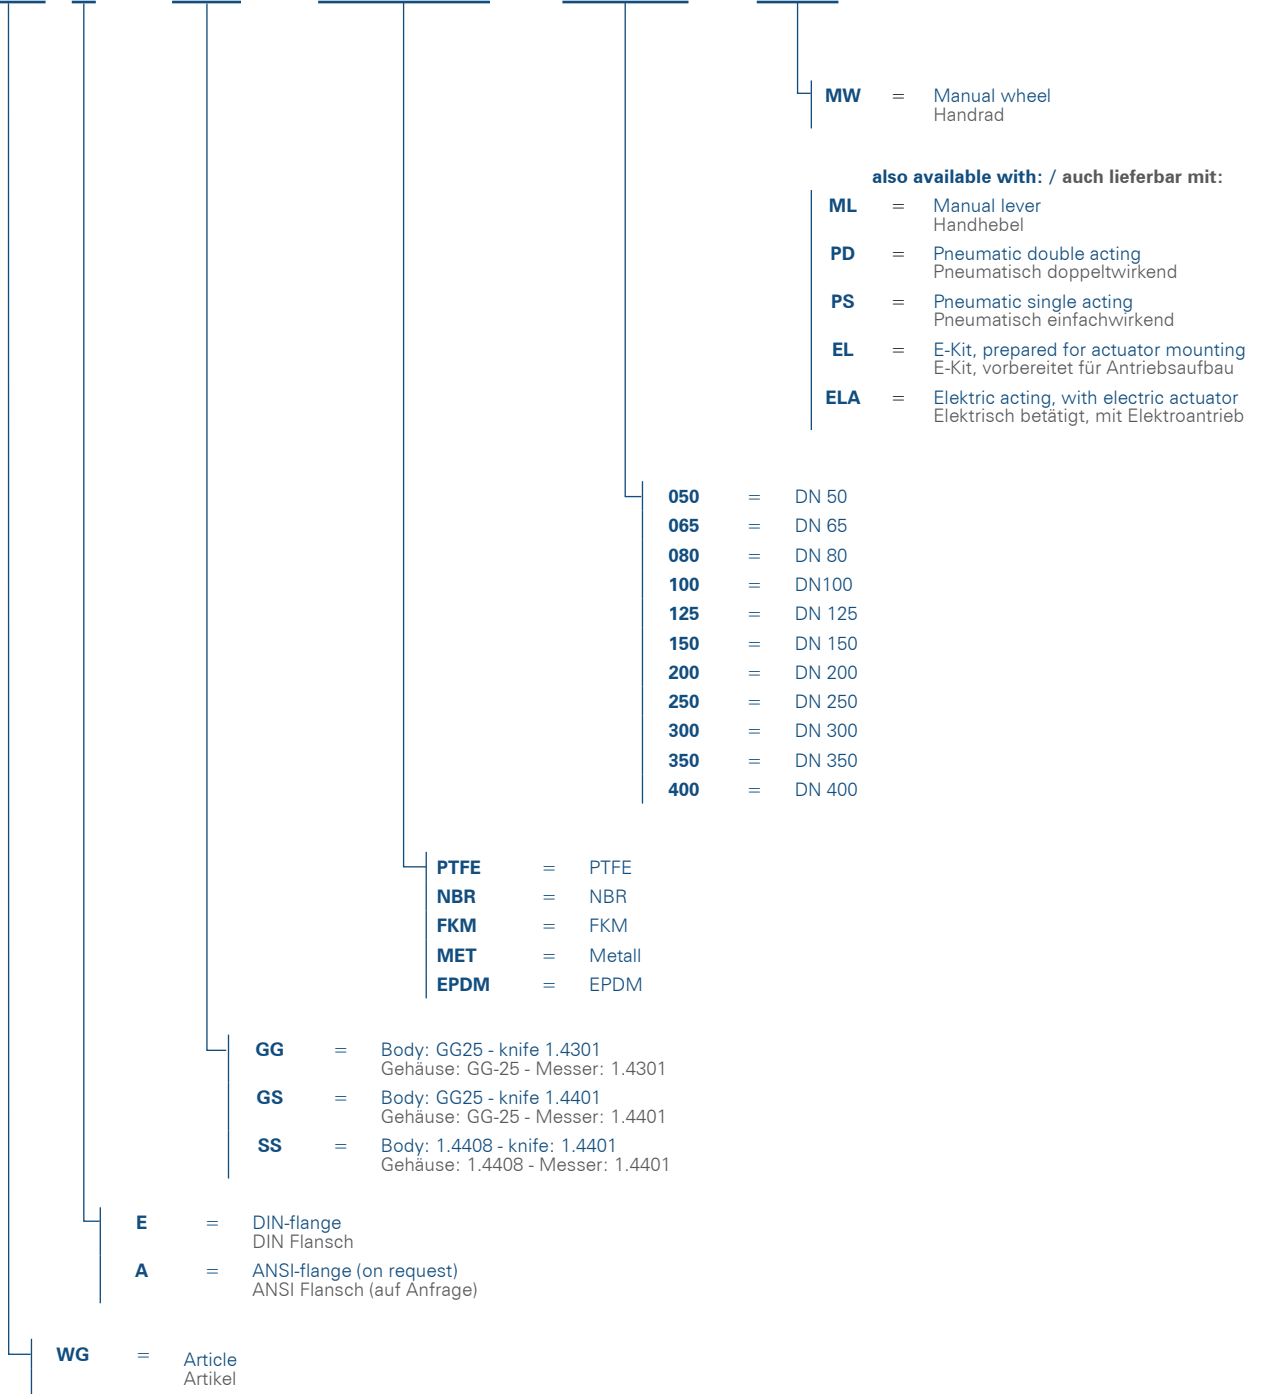 MW = Manual wheel
Handrad
also available with: / auch lieferbar mit:
ML = Manual lever
Handhebel
PD = Pneumatic double acting
Pneumatisch doppeltwirkend
PS = Pneumatic single acting
Pneumatisch einfachwirkend
EL = E-Kit, prepared for actuator mounting
E-Kit, vorbereitet für Antriebsaufbau
ELA = Elektric acting, with electric actuator
Elektrisch betätigt, mit Elektroantrieb
050 = DN 50
065 = DN 65
080 = DN 80
100 = DN100
125 = DN 125
150 = DN 150
200 = DN 200
250 = DN 250
300 = DN 300
350 = DN 350
400 = DN 400
PTFE = PTFE
NBR = NBR
FKM = FKM
MET = Metall
EPDM = EPDM
GG = Body: GG25 - knife 1.4301
Gehäuse: GG-25 - Messer: 1.4301
GS = Body: GG25 - knife 1.4401
Gehäuse: GG-25 - Messer: 1.4401
SS = Body: 1.4408 - knife: 1.4401
Gehäuse: 1.4408 - Messer: 1.4401
E = DIN-flange
DIN Flansch
A = ANSI-flange (on request)
ANSI Flansch (auf Anfrage)
WG = Article
Artikel